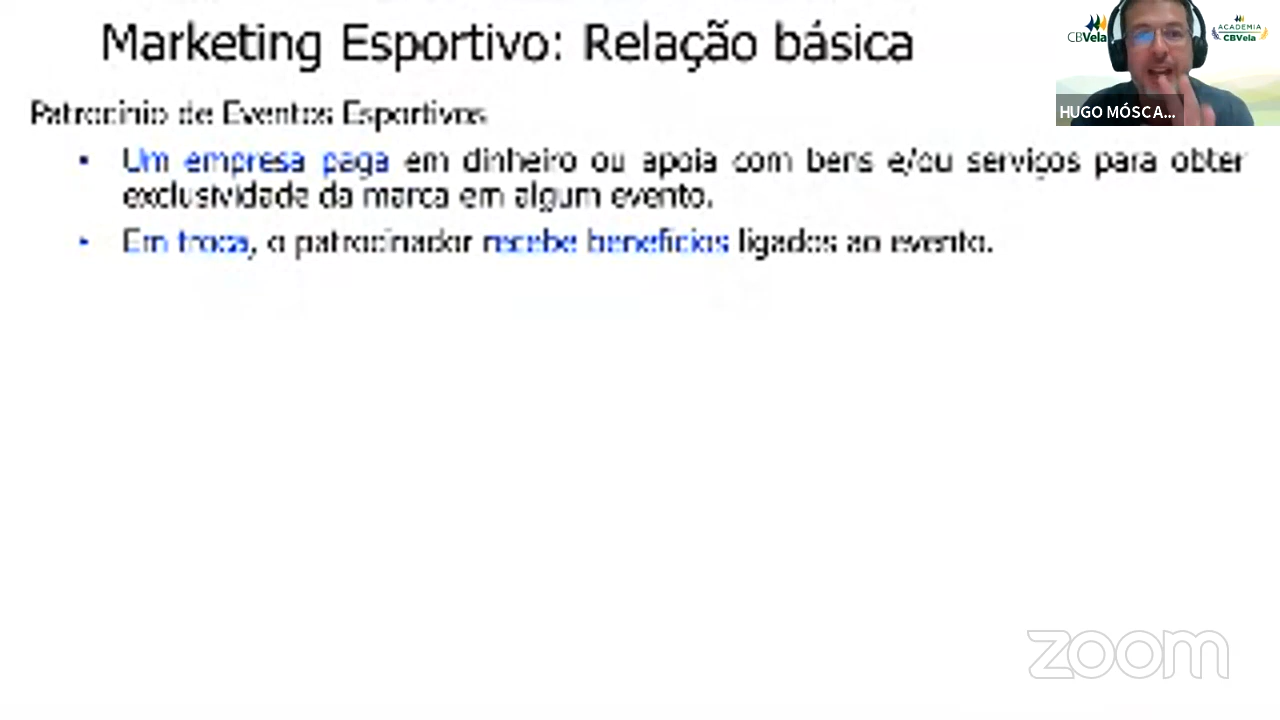 Marketing Esportivo: Relação básica
CBVela
ACADEMIA
CBVela
HUGO MÓSCA...
Patrocínio de Eventos Esportivos
• Um empresa paga em dinheiro ou apoia com bens e/ou serviços para obter
exclusividade da marca em algum evento.
• Em troca, o patrocinador recebe benefícios ligados ao evento.
zoom